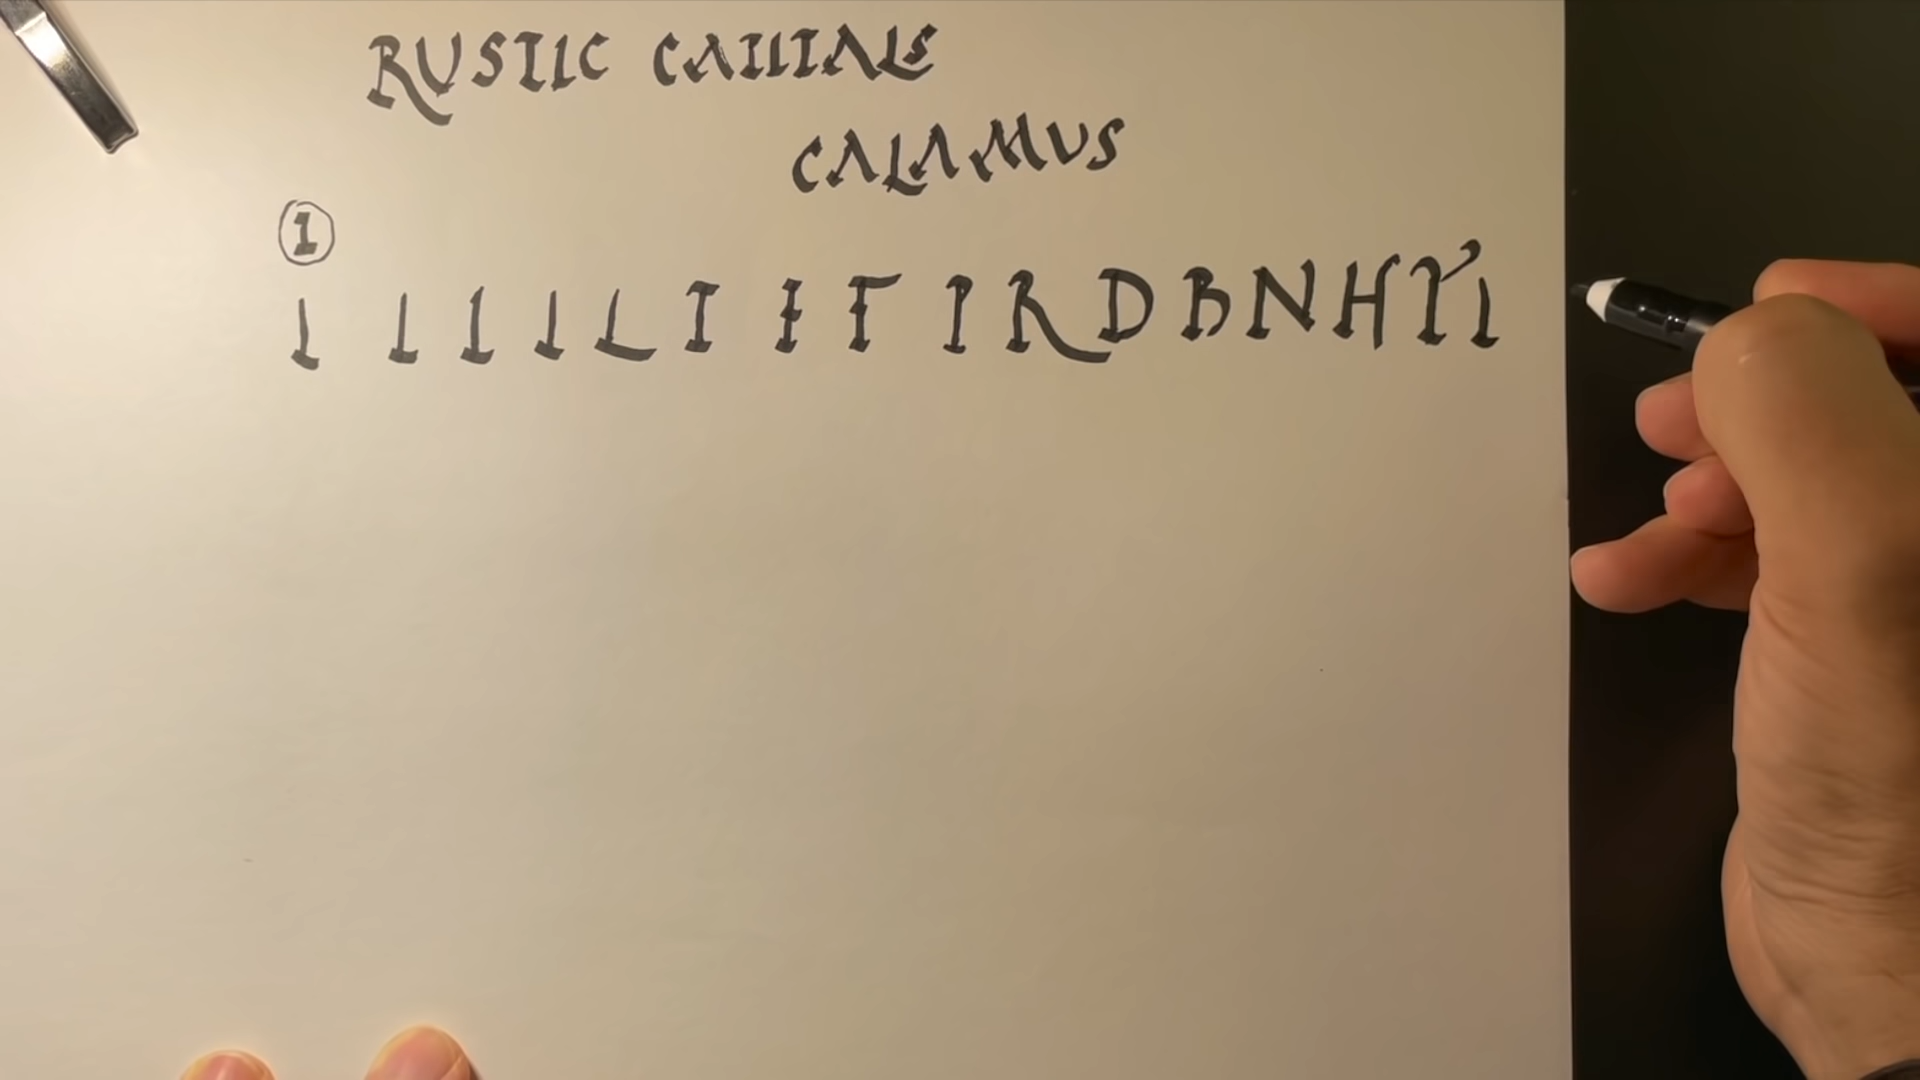 RUSTIC CAPITALS
CALAMUS
1
I I I I L T E F P R D B N H Y I